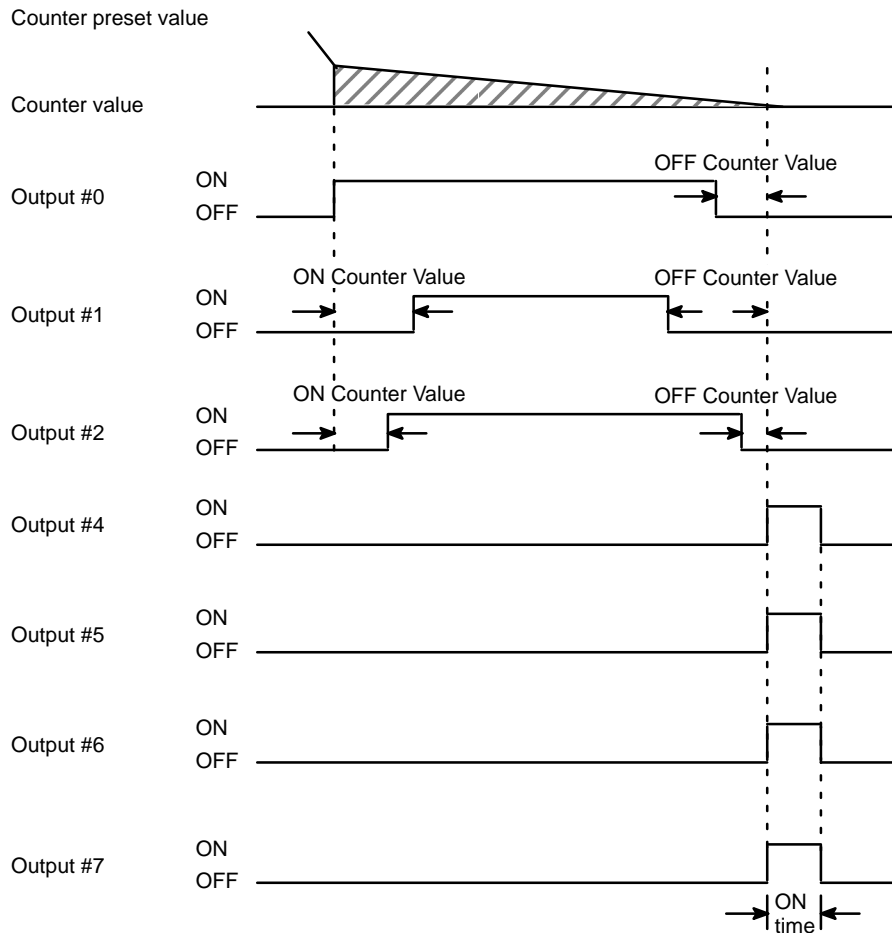 Counter preset value
Counter value
Output #0
ON
OFF
OFF Counter Value
Output #1
ON
OFF
ON Counter Value
OFF Counter Value
Output #2
ON
OFF
ON Counter Value
OFF Counter Value
Output #4
ON
OFF
Output #5
ON
OFF
Output #6
ON
OFF
Output #7
ON
OFF
ON
time